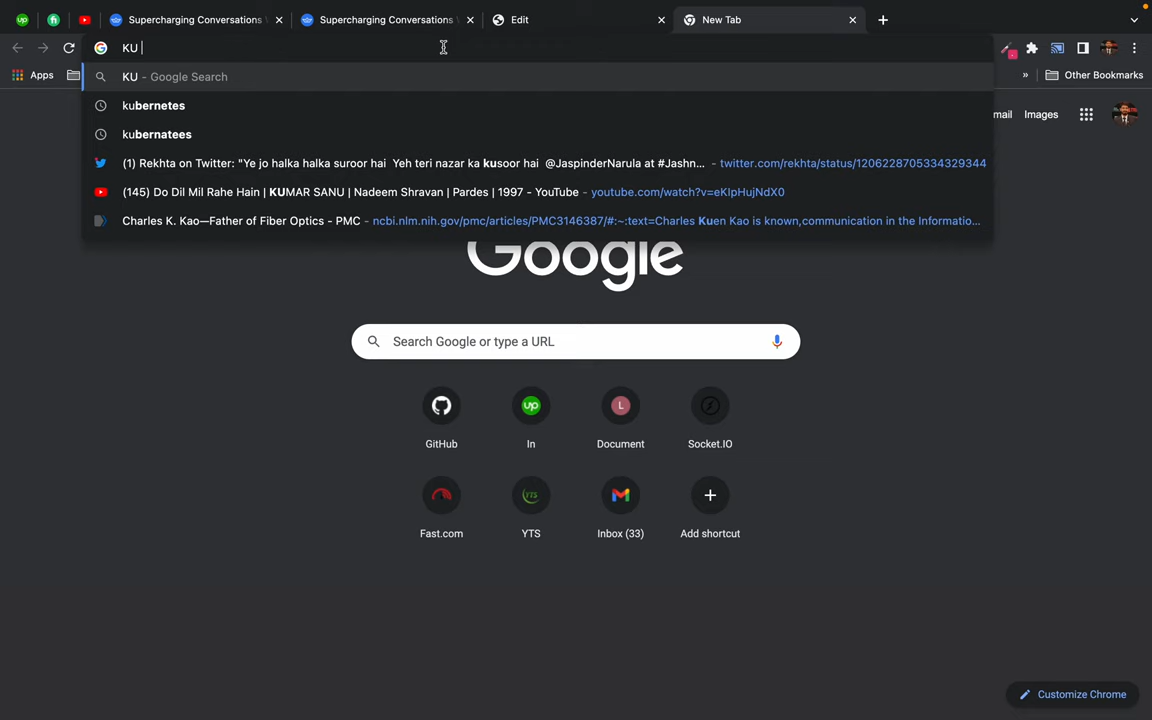 Supercharging Conversations
Supercharging Conversations
Edit
New Tab
KU
Apps
Other Bookmarks
KU - Google Search
kubernetes
kubernatees
(1) Rekhta on Twitter: "Ye jo halka halka suroor hai Yeh teri nazar ka kusoor hai @JaspinderNarula at #Jashn... - twitter.com/rekhta/status/1206228705334329344
(145) Do Dil Mil Rahe Hain | KUMAR SANU | Nadeem Shravan | Pardes | 1997 - YouTube - youtube.com/watch?v=eKIpHujNdX0
Charles K. Kao—Father of Fiber Optics - PMC - ncbi.nlm.nih.gov/pmc/articles/PMC3146387/#:~:text=Charles Kuen Kao is known,communication in the Informatio...
mail Images
Google
Search Google or type a URL
GitHub In Document Socket.IO
Fast.com YTS Inbox (33) Add shortcut
Customize Chrome